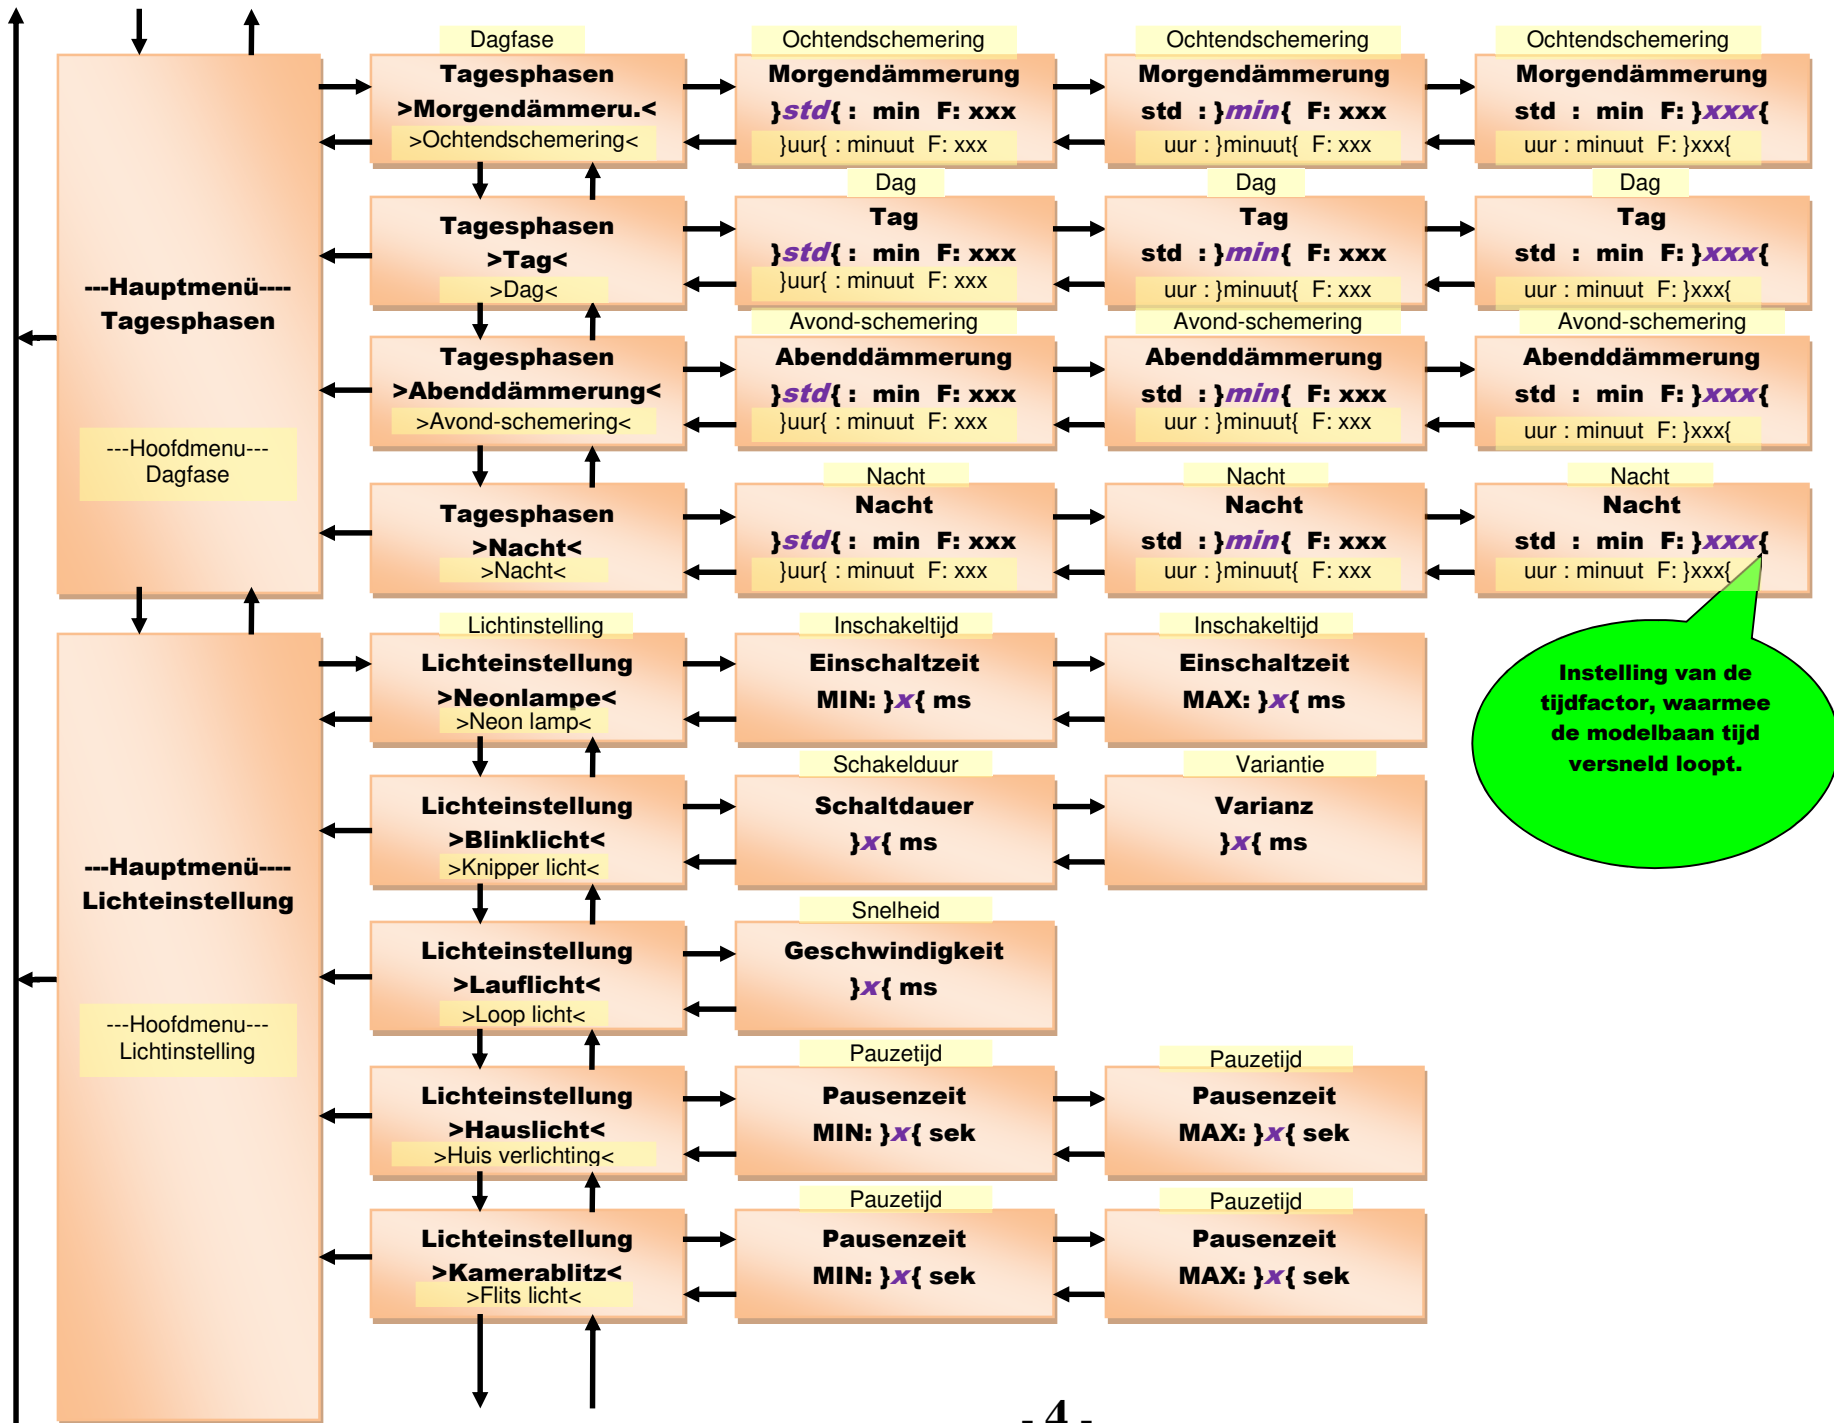 ---Hauptmenü----
Tagesphasen
---Hoofdmenu---
Dagfase
Dagfase
Tagesphasen
>Morgendämmeru.<
>Ochtendschemering<
Ochtendschemering
Morgendämmerung
}std{ : min F: xxx
}uur{ : minuut F: xxx
Ochtendschemering
Morgendämmerung
std : }min{ F: xxx
uur : }minuut{ F: xxx
Ochtendschemering
Morgendämmerung
std : min F: }xxx{
uur : minuut F: }xxx{
Tagesphasen
>Tag<
>Dag<
Dag
Tag
}std{ : min F: xxx
}uur{ : minuut F: xxx
Dag
Tag
std : }min{ F: xxx
uur : }minuut{ F: xxx
Dag
Tag
std : min F: }xxx{
uur : minuut F: }xxx{
Tagesphasen
>Abenddämmerung<
>Avond-schemering<
Avond-schemering
Abenddämmerung
}std{ : min F: xxx
}uur{ : minuut F: xxx
Avond-schemering
Abenddämmerung
std : }min{ F: xxx
uur : }minuut{ F: xxx
Avond-schemering
Abenddämmerung
std : min F: }xxx{
uur : minuut F: }xxx{
Tagesphasen
>Nacht<
>Nacht<
Nacht
Nacht
}std{ : min F: xxx
}uur{ : minuut F: xxx
Nacht
Nacht
std : }min{ F: xxx
uur : }minuut{ F: xxx
Nacht
Nacht
std : min F: }xxx{
uur : minuut F: }xxx{
Instelling van de
tijdfactor, waarmee
de modelbaan tijd
versneld loopt.
---Hauptmenü----
Lichteinstellung
---Hoofdmenu---
Lichtinstelling
Lichtinstelling
Lichteinstellung
>Neonlampe<
>Neon lamp<
Inschakeltijd
Einschaltzeit
MIN: }x{ ms
Inschakeltijd
Einschaltzeit
MAX: }x{ ms
Lichteinstellung
>Blinklicht<
>Knipper licht<
Schakelduur
Schaltdauer
}x{ ms
Variantie
Varianz
}x{ ms
Lichteinstellung
>Lauflicht<
>Loop licht<
Snelheid
Geschwindigkeit
}x{ ms
Lichteinstellung
>Hauslicht<
>Huis verlichting<
Pauzetijd
Pausenzeit
MIN: }x{ sek
Pauzetijd
Pausenzeit
MAX: }x{ sek
Lichteinstellung
>Kamerablitz<
>Flits licht<
Pauzetijd
Pausenzeit
MIN: }x{ sek
Pauzetijd
Pausenzeit
MAX: }x{ sek
- 4 -